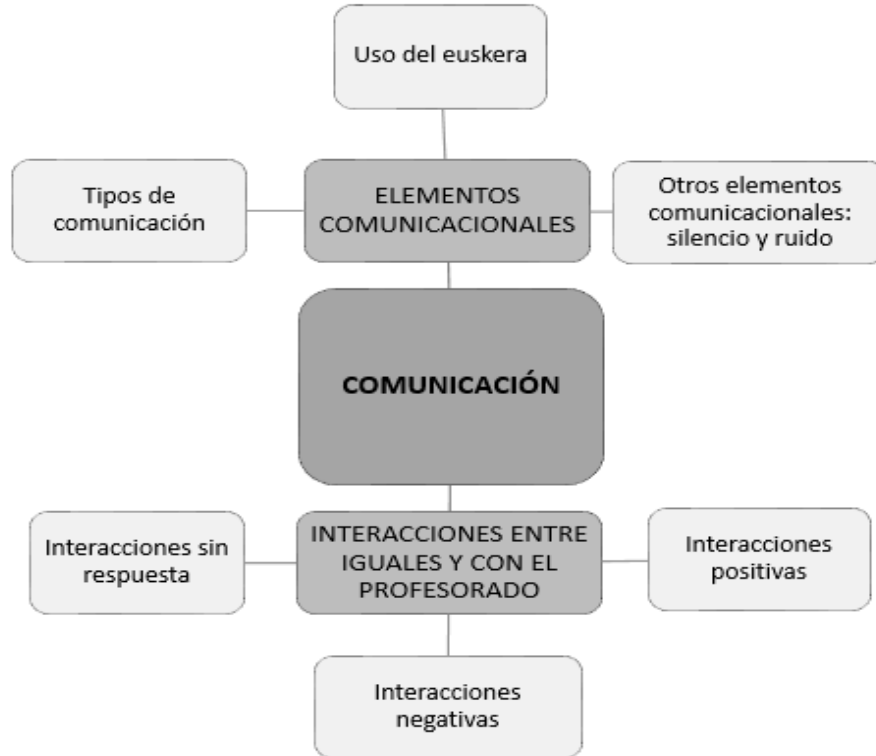 Uso del euskera
Tipos de
comunicación
ELEMENTOS
COMUNICACIONALES
Otros elementos
comunicacionales:
silencio y ruido
COMUNICACIÓN
Interacciones sin
respuesta
INTERACCIONES ENTRE
IGUALES Y CON EL
PROFESORADO
Interacciones
positivas
Interacciones
negativas